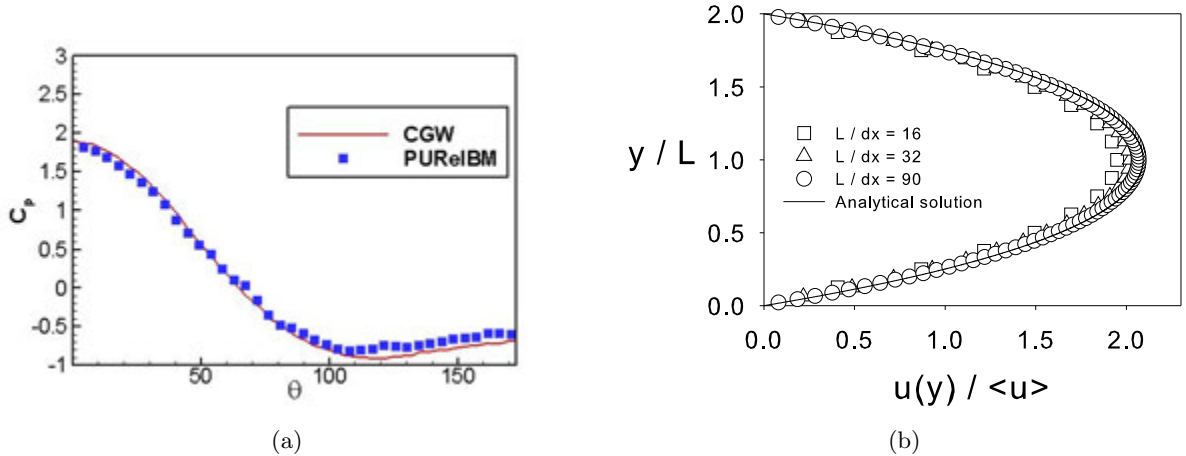 3
2.5
2
1.5
1
0.5
0
-0.5
-1
C_p
CGW
PUReIBM
50
100
150
θ
(a)
2.0
1.5
1.0
0.5
2.0
y / L
L / dx = 16
L / dx = 32
L / dx = 90
Analytical solution
0.0
0.5
1.0
1.5
2.0
u(y) / <u>
(b)